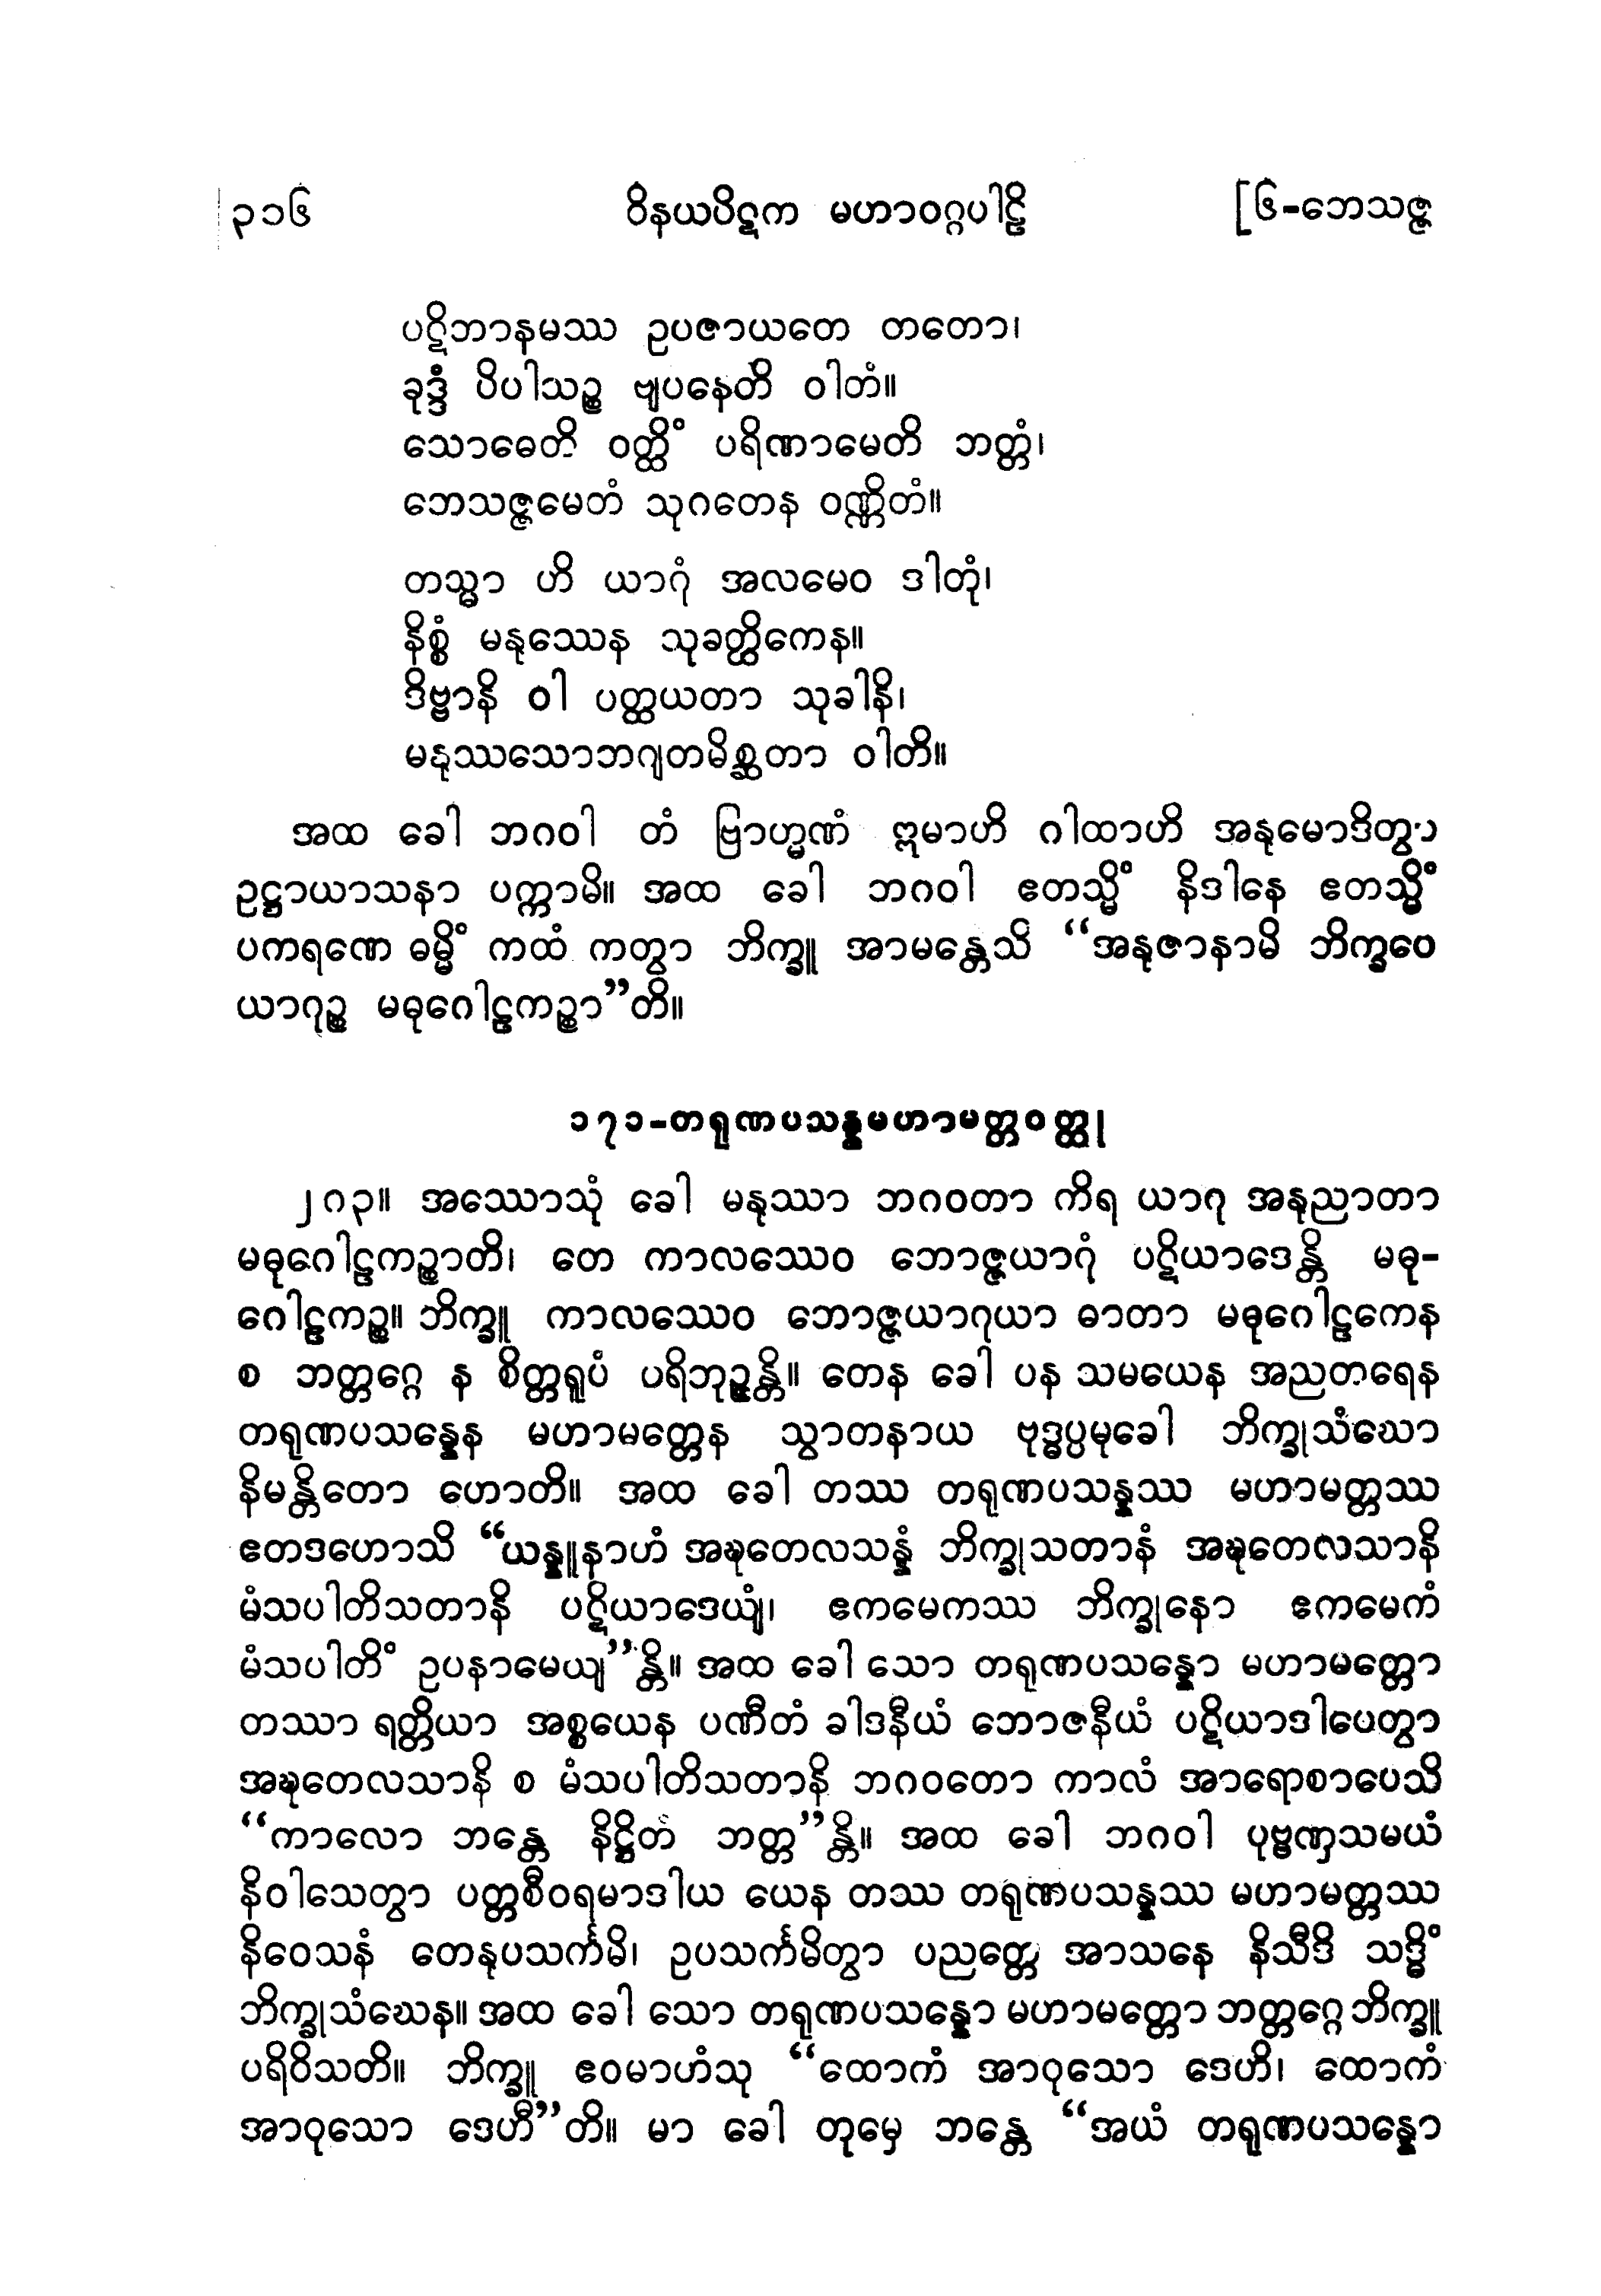 ၃၁၆ ဝိနယပိဋက မဟာဝဂ္ဂပါဠိ [၆-ဘေသဇ္ဇ
ပဋိဘာနမဿ ဥပဇာယတေ တတော၊
ခုဒ္ဒံ ပိပါသဉ္စ ဗျပနေတိ ဝါတံ။
သောဓေတိ ဝတ္ထိံ ပရိဏာမေတိ ဘတ္တံ၊
ဘေသဇ္ဇမေတံ သုဂတေန ဝဏ္ဏိတံ။
တသ္မာ ဟိ ယာဂုံ အလမေဝ ဒါတုံ၊
နိစ္စံ မနုဿေန သုခတ္ထိကေန။
ဒိဗ္ဗာနိ ဝါ ပတ္ထယတာ သုခါနိ၊
မနုဿသောဘဂျတမိစ္ဆတာ ဝါတိ။
အထ ခေါ ဘဂဝါ တံ ဗြာဟ္မဏံ ဣမာဟိ ဂါထာဟိ အနုမောဒိတွာ
ဥဋ္ဌာယာသနာ ပက္ကာမိ။ အထ ခေါ ဘဂဝါ ဧတသ္မိံ နိဒါနေ ဧတသ္မိံ
ပကရဏေ ဓမ္မိံ ကထံ ကတွာ ဘိက္ခူ အာမန္တေသိ “အနုဇာနာမိ ဘိက္ခဝေ
ယာဂုဉ္စ မဓုဂေါဠကဉ္စာ”တိ။
၁၇၁-တရုဏပသန္နမဟာမတ္တဝတ္ထု
၂၈၃။ အဿောသုံ ခေါ မနုဿာ ဘဂဝတာ ကိရ ယာဂု အနုညာတာ
မဓုဂေါဠကဉ္စာတိ၊ တေ ကာလဿေဝ ဘောဇ္ဇယာဂုံ ပဋိယာဒေန္တိ မဓု-
ဂေါဠကဉ္စ။ ဘိက္ခူ ကာလဿေဝ ဘောဇ္ဇယာဂုယာ ဓာတာ မဓုဂေါဠကေန
စ ဘတ္တဂ္ဂေ န စိတ္တရူပံ ပရိဘုဉ္ဇန္တိ။ တေန ခေါ ပန သမယေန အညတရေန
တရုဏပသန္နေန မဟာမတ္တေန သွာတနာယ ဗုဒ္ဓပ္ပမုခေါ ဘိက္ခုသံဃော
နိမန္တိတော ဟောတိ။ အထ ခေါ တဿ တရုဏပသန္နဿ မဟာမတ္တဿ
ဧတဒဟောသိ “ယန္နူနာဟံ အဍ္ဎတေလသန္နံ ဘိက္ခုသတာနံ အဍ္ဎတေလသာနိ
မံသပါတိသတာနိ ပဋိယာဒေယျံ၊ ဧကမေကဿ ဘိက္ခုနော ဧကမေကံ
မံသပါတိံ ဥပနာမေယျ”န္တိ။ အထ ခေါ သော တရုဏပသန္နော မဟာမတ္တော
တဿာ ရတ္တိယာ အစ္စယေန ပဏီတံ ခါဒနီယံ ဘောဇနီယံ ပဋိယာဒါပေတွာ
အဍ္ဎတေလသာနိ စ မံသပါတိသတာနိ ဘဂဝတော ကာလံ အာရောစာပေသိ
“ကာလော ဘန္တေ နိဋ္ဌိတံ ဘတ္တ”န္တိ။ အထ ခေါ ဘဂဝါ ပုဗ္ဗဏှသမယံ
နိဝါသေတွာ ပတ္တစီဝရမာဒါယ ယေန တဿ တရုဏပသန္နဿ မဟာမတ္တဿ
နိဝေသနံ တေနုပသင်္ကမိ၊ ဥပသင်္ကမိတွာ ပညတ္တေ အာသနေ နိသီဒိ သဒ္ဓိံ
ဘိက္ခုသံဃေန။ အထ ခေါ သော တရုဏပသန္နော မဟာမတ္တော ဘတ္တဂ္ဂေ ဘိက္ခူ
ပရိဝိသတိ။ ဘိက္ခူ ဧဝမာဟံသု “ထောကံ အာဝုသော ဒေဟိ၊ ထောကံ
အာဝုသော ဒေဟီ”တိ။ မာ ခေါ တုမှေ ဘန္တေ “အယံ တရုဏပသန္နော